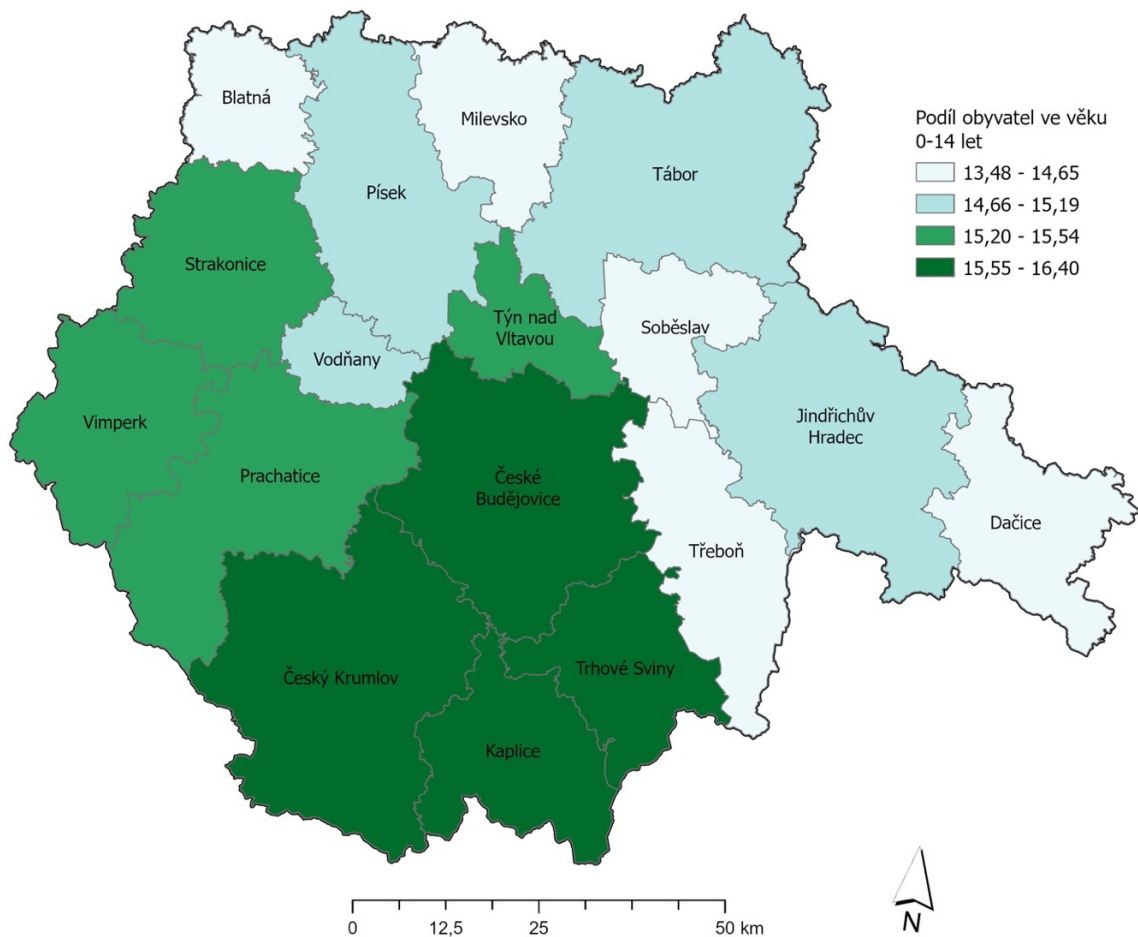 Blatná
Milevsko
Písek
Tábor
Podíl obyvatel ve věku
0-14 let
13,48 - 14,65
14,66 - 15,19
15,20 - 15,54
15,55 - 16,40
Strakonice
Týn nad
Vltavou
Soběslav
Vodňany
Vimperk
Prachatice
České
Budějovice
Jindřichův
Hradec
Dačice
Třeboň
Český Krumlov
Trhové Sviny
Kaplice
0 12,5 25 50 km
N